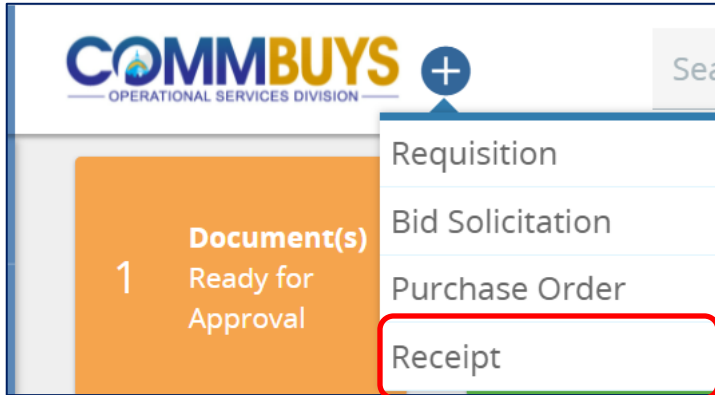 COMMBUYS
OPERATIONAL SERVICES DIVISION
Requisition
Bid Solicitation
Purchase Order
Receipt
1
Document(s)
Ready for
Approval